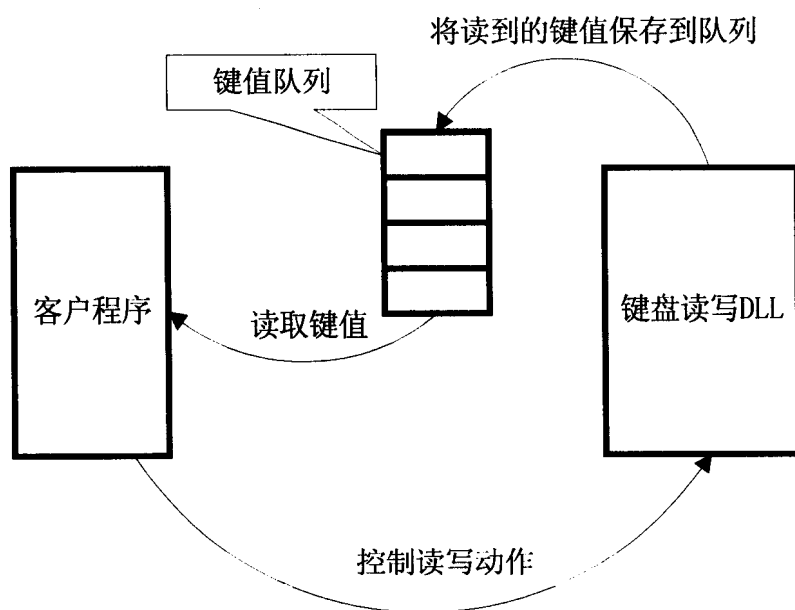 将读到的键值保存到队列
键值队列
客户程序
读取键值
键盘读写DLL
控制读写动作